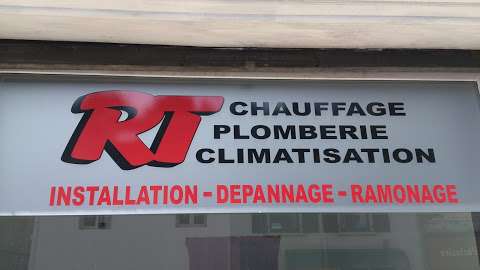 RT CHAUFFAGE
PLOMBERIE
CLIMATISATION
INSTALLATION - DEPANNAGE - RAMONAGE